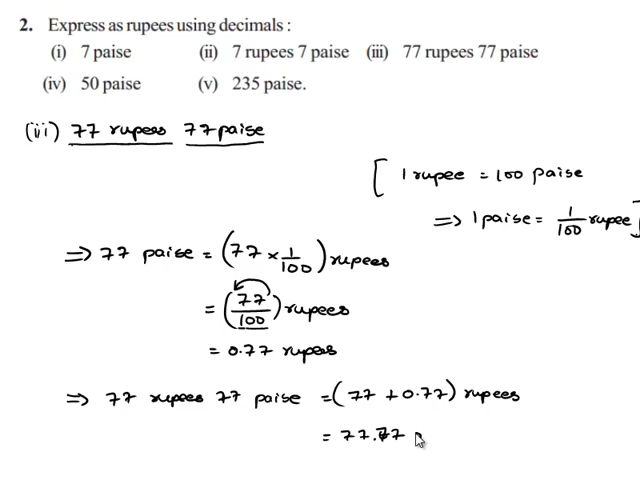 2. Express as rupees using decimals :
(i) 7 paise (ii) 7 rupees 7 paise (iii) 77 rupees 77 paise
(iv) 50 paise (v) 235 paise.
(iii) 77 rupees 77 paise
[ 1 rupee = 100 paise
⇒ 1 paise = 1/100 rupee ]
⇒ 77 paise = (77 × 1/100) rupees
= (77/100) rupees
= 0.77 rupees
⇒ 77 rupees 77 paise = (77 + 0.77) rupees
= 77.77